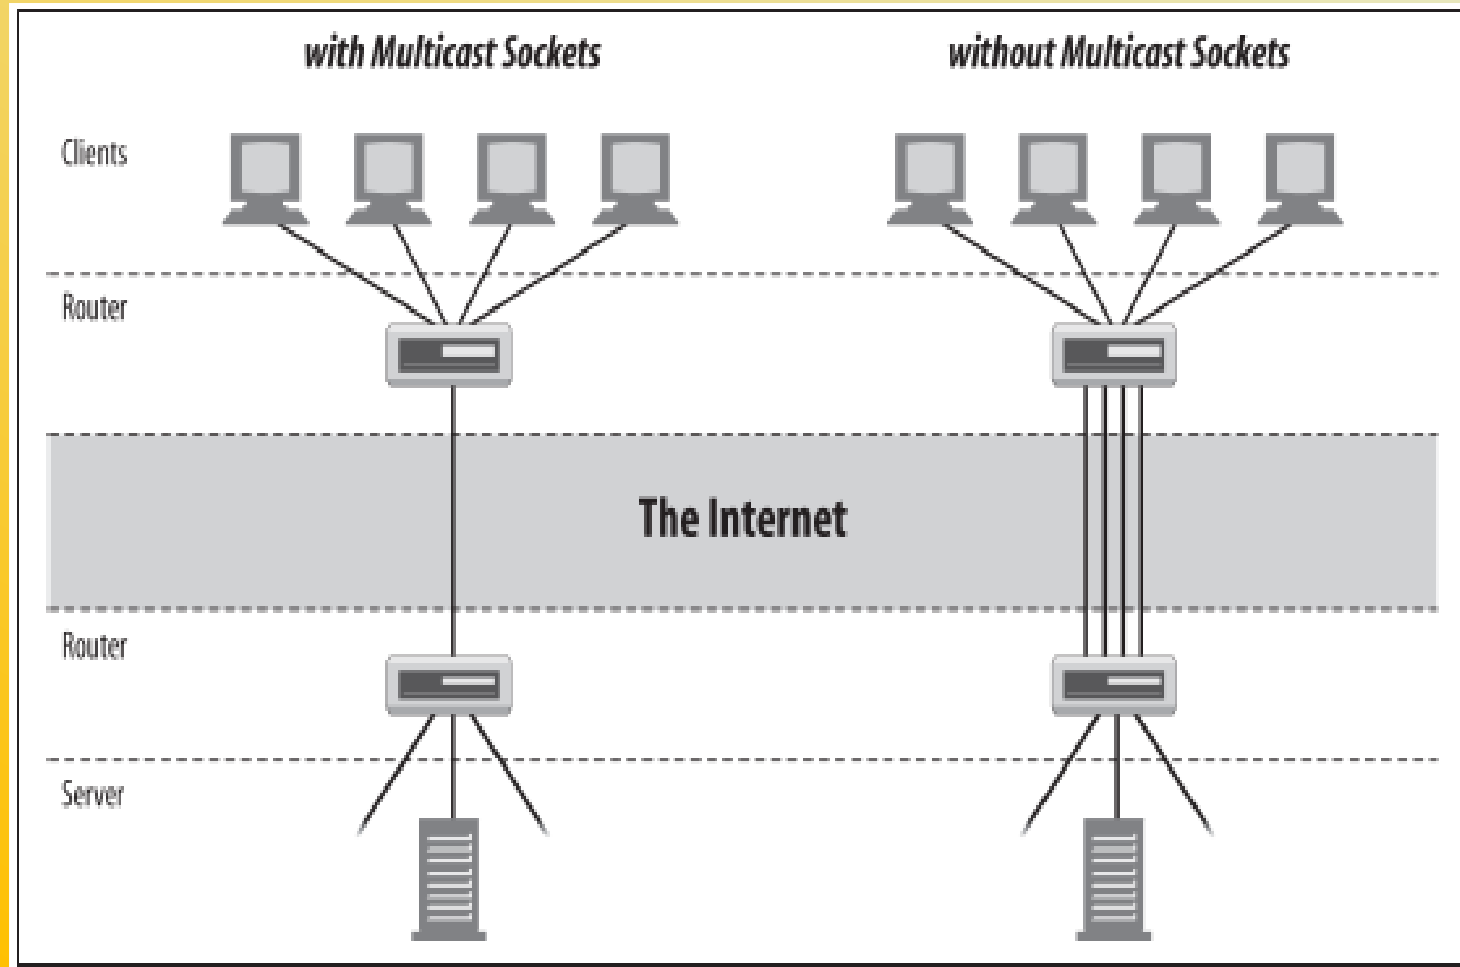 with Multicast Sockets
without Multicast Sockets
Clients
Router
The Internet
Router
Server